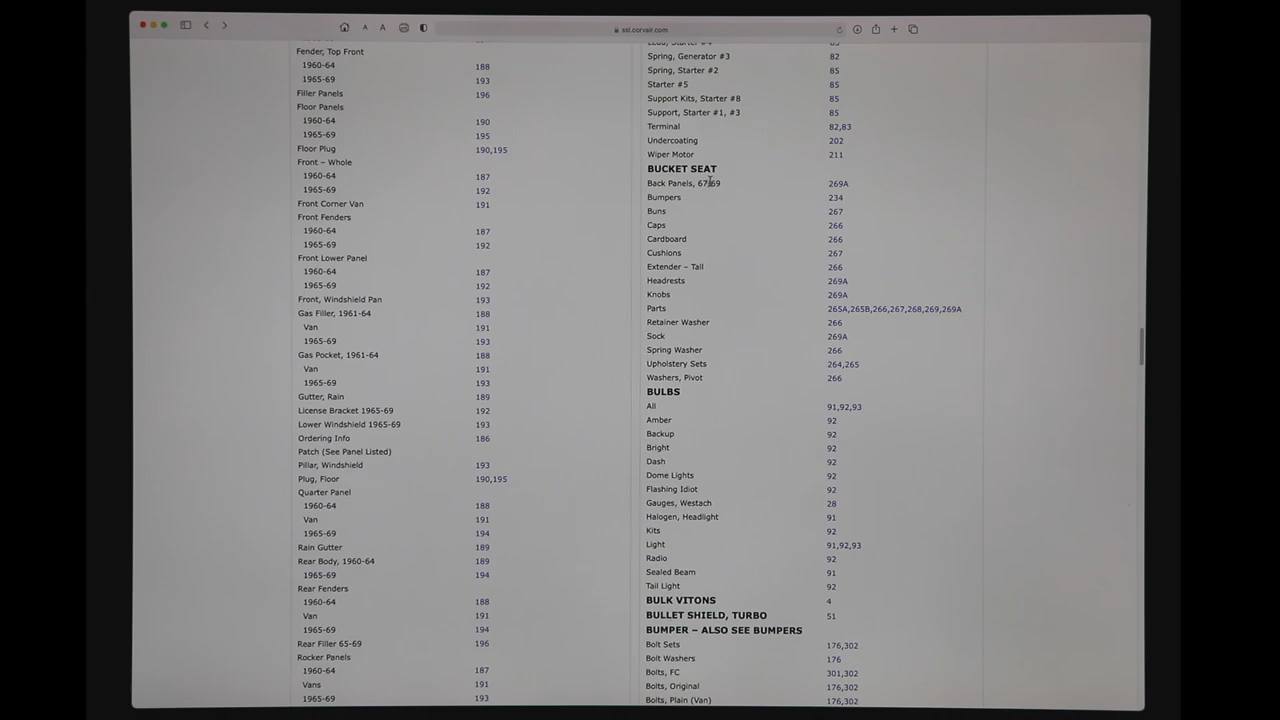 ssl.corvair.com
Fender, Top Front
1960-64 188
1965-69 193
Filler Panels 196
Floor Panels
1960-64 190
1965-69 195
Floor Plug 190,195
Front – Whole
1960-64 187
1965-69 192
Front Corner Van 191
Front Fenders
1960-64 187
1965-69 192
Front Lower Panel
1960-64 187
1965-69 192
Front, Windshield Pan 193
Gas Filler, 1961-64 188
Van 191
1965-69 193
Gas Pocket, 1961-64 188
Van 191
1965-69 193
Gutter, Rain 189
License Bracket 1965-69 192
Lower Windshield 1965-69 193
Ordering Info 186
Patch (See Panel Listed)
Pillar, Windshield 193
Plug, Floor 190,195
Quarter Panel
1960-64 188
Van 191
1965-69 194
Rain Gutter 189
Rear Body, 1960-64 189
1965-69 194
Rear Fenders
1960-64 188
Van 191
1965-69 194
Rear Filler 65-69 196
Rocker Panels
1960-64 187
Vans 191
1965-69 193
Spring, Generator #3 82
Spring, Starter #2 85
Starter #5 85
Support Kits, Starter #8 85
Support, Starter #1, #3 85
Terminal 82,83
Undercoating 202
Wiper Motor 211
BUCKET SEAT
Back Panels, 67-69 269A
Bumpers 234
Buns 267
Caps 266
Cardboard 266
Cushions 267
Extender – Tail 266
Headrests 269A
Knobs 269A
Parts 265A,265B,266,267,268,269,269A
Retainer Washer 266
Sock 269A
Spring Washer 266
Upholstery Sets 264,265
Washers, Pivot 266
BULBS
All 91,92,93
Amber 92
Backup 92
Bright 92
Dash 92
Dome Lights 92
Flashing Idiot 92
Gauges, Westach 28
Halogen, Headlight 91
Kits 92
Light 91,92,93
Radio 92
Sealed Beam 91
Tail Light 92
BULK VITONS 4
BULLET SHIELD, TURBO 51
BUMPER – ALSO SEE BUMPERS
Bolt Sets 176,302
Bolt Washers 176
Bolts, FC 301,302
Bolts, Original 176,302
Bolts, Plain (Van) 176,302